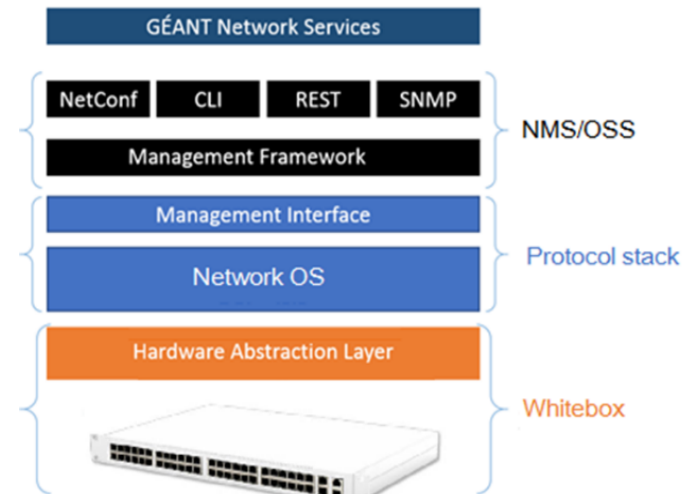 GÉANT Network Services
NetConf
CLI
REST
SNMP
Management Framework
NMS/OSS
Management Interface
Network OS
Protocol stack
Hardware Abstraction Layer
Whitebox